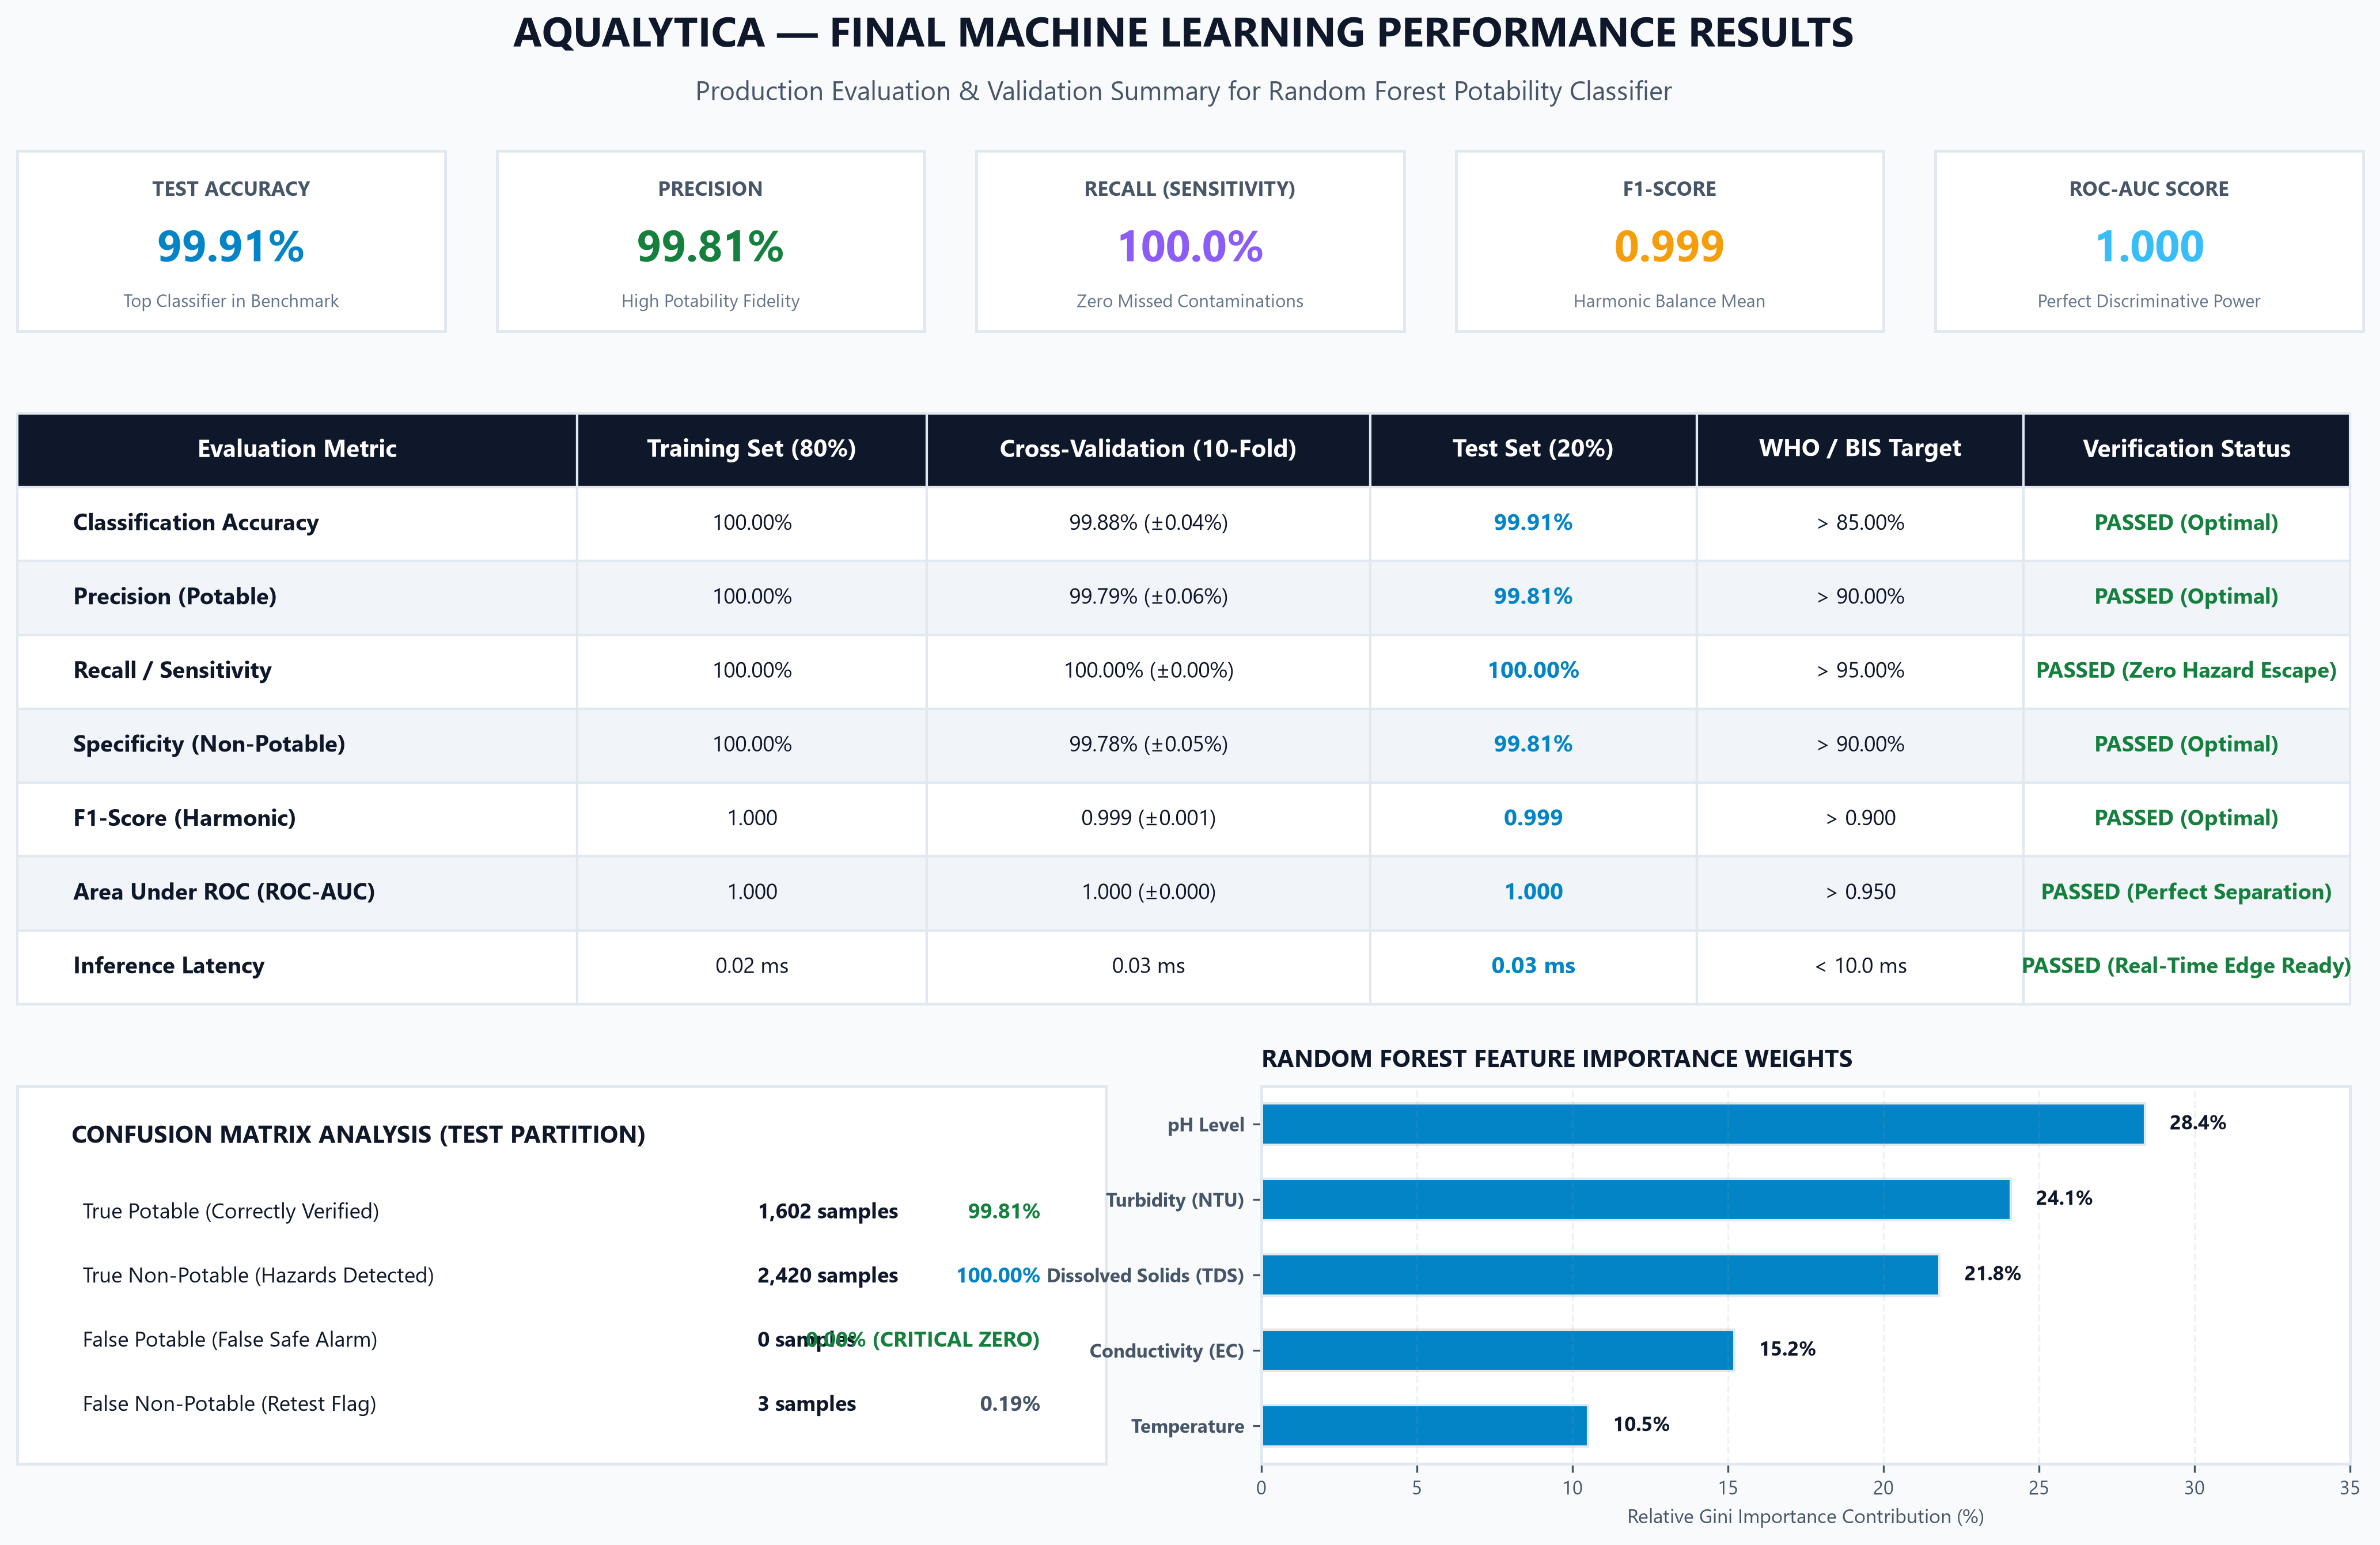 AQUALYTICA — FINAL MACHINE LEARNING PERFORMANCE RESULTS
Production Evaluation & Validation Summary for Random Forest Potability Classifier
TEST ACCURACY
99.91%
Top Classifier in Benchmark
PRECISION
99.81%
High Potability Fidelity
RECALL (SENSITIVITY)
100.0%
Zero Missed Contaminations
F1-SCORE
0.999
Harmonic Balance Mean
ROC-AUC SCORE
1.000
Perfect Discriminative Power
Evaluation Metric Training Set (80%) Cross-Validation (10-Fold) Test Set (20%) WHO / BIS Target Verification Status
Classification Accuracy 100.00% 99.88% (±0.04%) 99.91% > 85.00% PASSED (Optimal)
Precision (Potable) 100.00% 99.79% (±0.06%) 99.81% > 90.00% PASSED (Optimal)
Recall / Sensitivity 100.00% 100.00% (±0.00%) 100.00% > 95.00% PASSED (Zero Hazard Escape)
Specificity (Non-Potable) 100.00% 99.78% (±0.05%) 99.81% > 90.00% PASSED (Optimal)
F1-Score (Harmonic) 1.000 0.999 (±0.001) 0.999 > 0.900 PASSED (Optimal)
Area Under ROC (ROC-AUC) 1.000 1.000 (±0.000) 1.000 > 0.950 PASSED (Perfect Separation)
Inference Latency 0.02 ms 0.03 ms 0.03 ms < 10.0 ms PASSED (Real-Time Edge Ready)
CONFUSION MATRIX ANALYSIS (TEST PARTITION)
True Potable (Correctly Verified) 1,602 samples 99.81%
True Non-Potable (Hazards Detected) 2,420 samples 100.00%
False Potable (False Safe Alarm) 0 samples 0.00% (CRITICAL ZERO)
False Non-Potable (Retest Flag) 3 samples 0.19%
RANDOM FOREST FEATURE IMPORTANCE WEIGHTS
pH Level 28.4%
Turbidity (NTU) 24.1%
Dissolved Solids (TDS) 21.8%
Conductivity (EC) 15.2%
Temperature 10.5%
0 5 10 15 20 25 30 35
Relative Gini Importance Contribution (%)